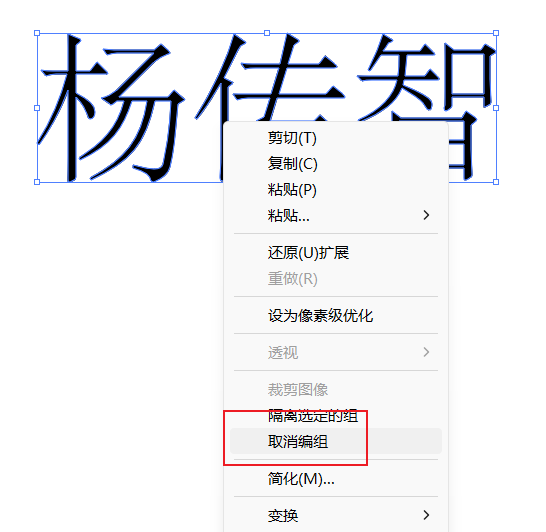 杨传智
剪切(T)
复制(C)
粘贴(P)
粘贴...
还原(U)扩展
重做(R)
设为像素级优化
透视
裁剪图像
隔离选定的组
取消编组
简化(M)...
变换